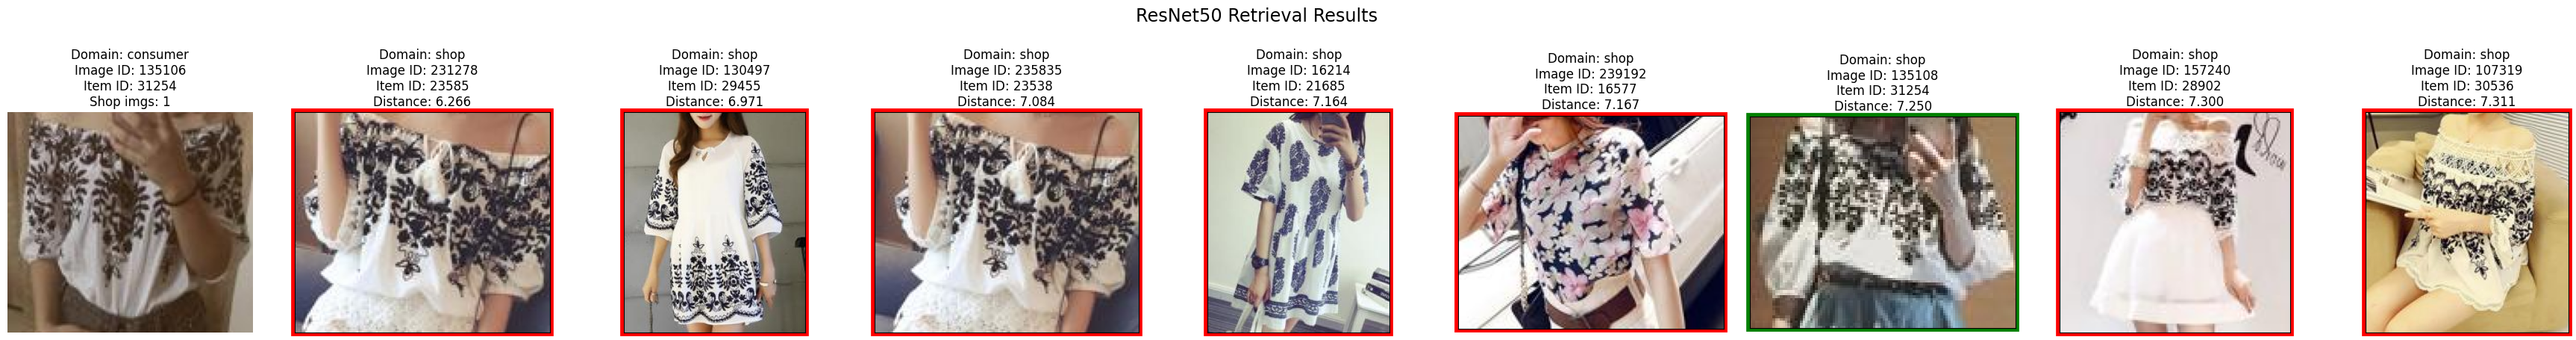 ResNet50 Retrieval Results
Domain: consumer
Image ID: 135106
Item ID: 31254
Shop imgs: 1
Domain: shop
Image ID: 231278
Item ID: 23585
Distance: 6.266
Domain: shop
Image ID: 130497
Item ID: 29455
Distance: 6.971
Domain: shop
Image ID: 235835
Item ID: 23538
Distance: 7.084
Domain: shop
Image ID: 16214
Item ID: 21685
Distance: 7.164
Domain: shop
Image ID: 239192
Item ID: 16577
Distance: 7.167
Domain: shop
Image ID: 135108
Item ID: 31254
Distance: 7.250
Domain: shop
Image ID: 157240
Item ID: 28902
Distance: 7.300
Domain: shop
Image ID: 107319
Item ID: 30536
Distance: 7.311